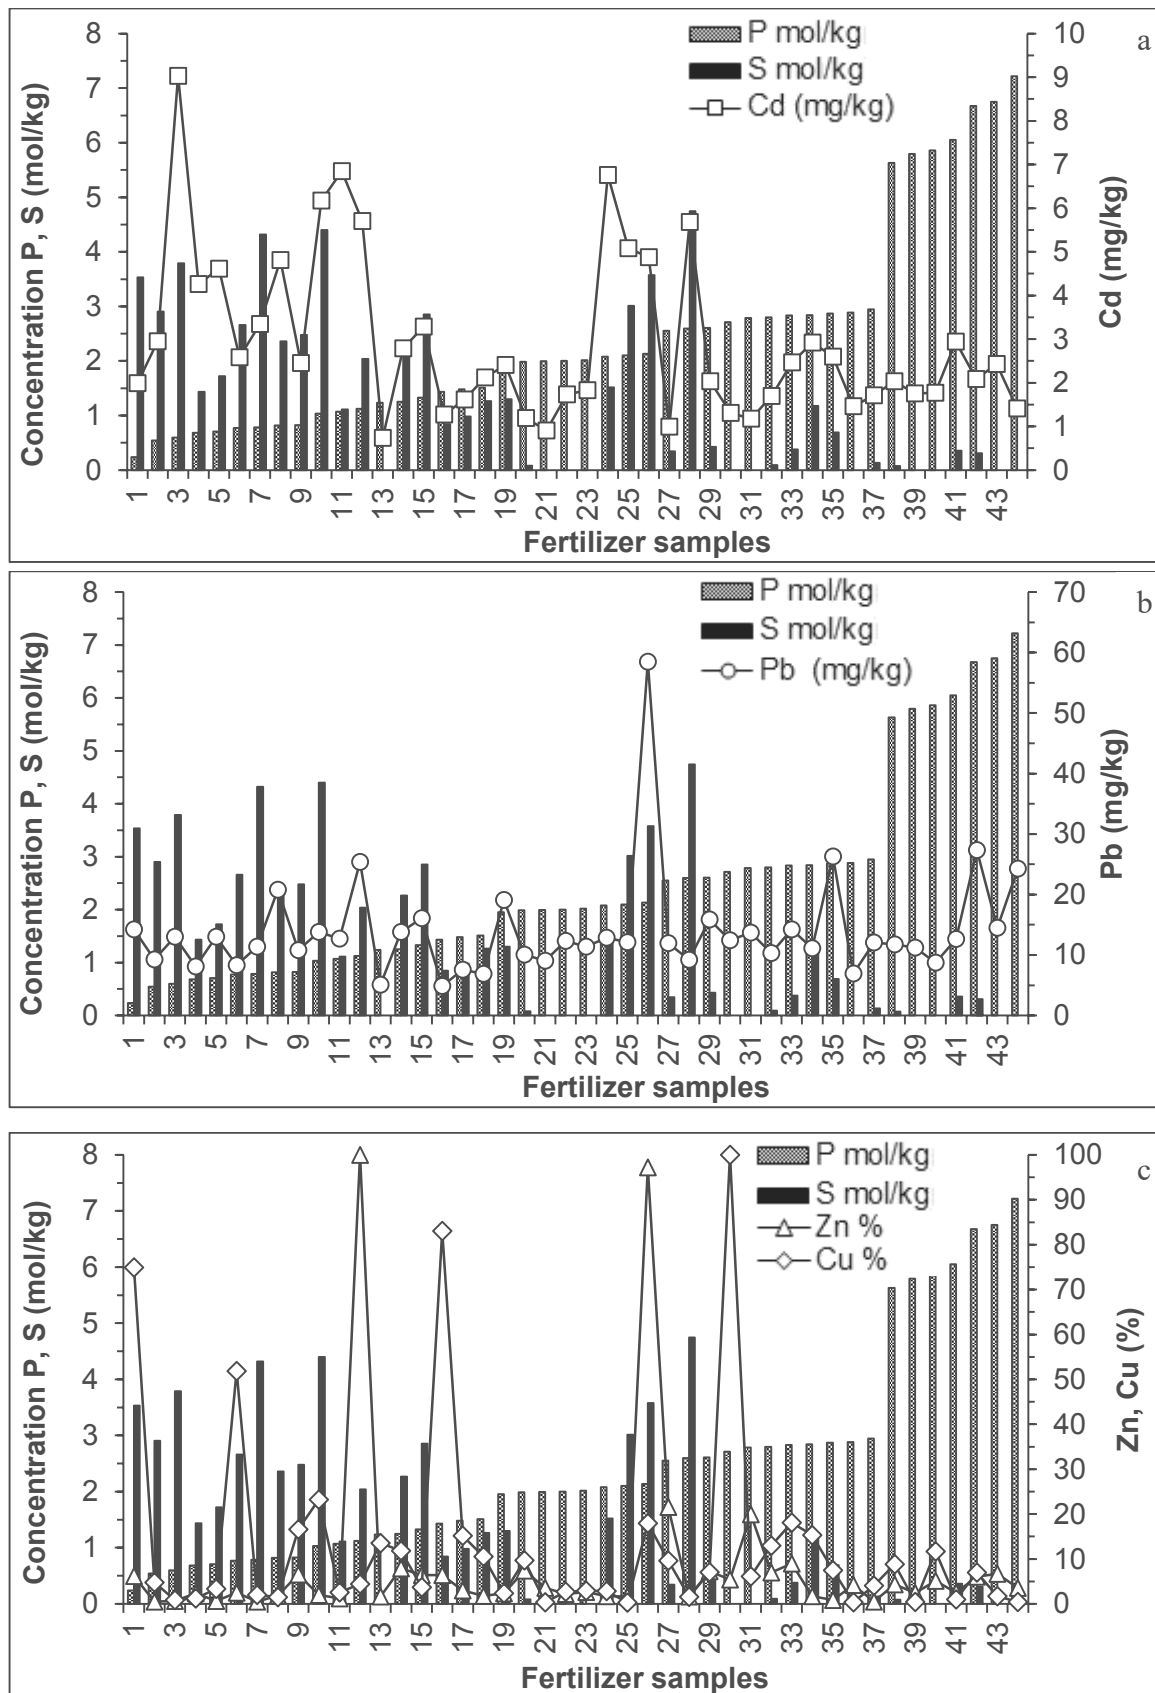 a
P mol/kg
S mol/kg
Cd (mg/kg)
Concentration P, S (mol/kg)
8
7
6
5
4
3
2
1
0
10
9
8
7
6
5
4
3
2
1
0
Cd (mg/kg)
1 3 5 7 9 11 13 15 17 19 21 23 25 27 29 31 33 35 37 39 41 43
Fertilizer samples
b
P mol/kg
S mol/kg
Pb (mg/kg)
Concentration P, S (mol/kg)
8
7
6
5
4
3
2
1
0
70
60
50
40
30
20
10
0
Pb (mg/kg)
1 3 5 7 9 11 13 15 17 19 21 23 25 27 29 31 33 35 37 39 41 43
Fertilizer samples
c
P mol/kg
S mol/kg
Zn %
Cu %
Concentration P, S (mol/kg)
8
7
6
5
4
3
2
1
0
100
90
80
70
60
50
40
30
20
10
0
Zn, Cu (%)
1 3 5 7 9 11 13 15 17 19 21 23 25 27 29 31 33 35 37 39 41 43
Fertilizer samples